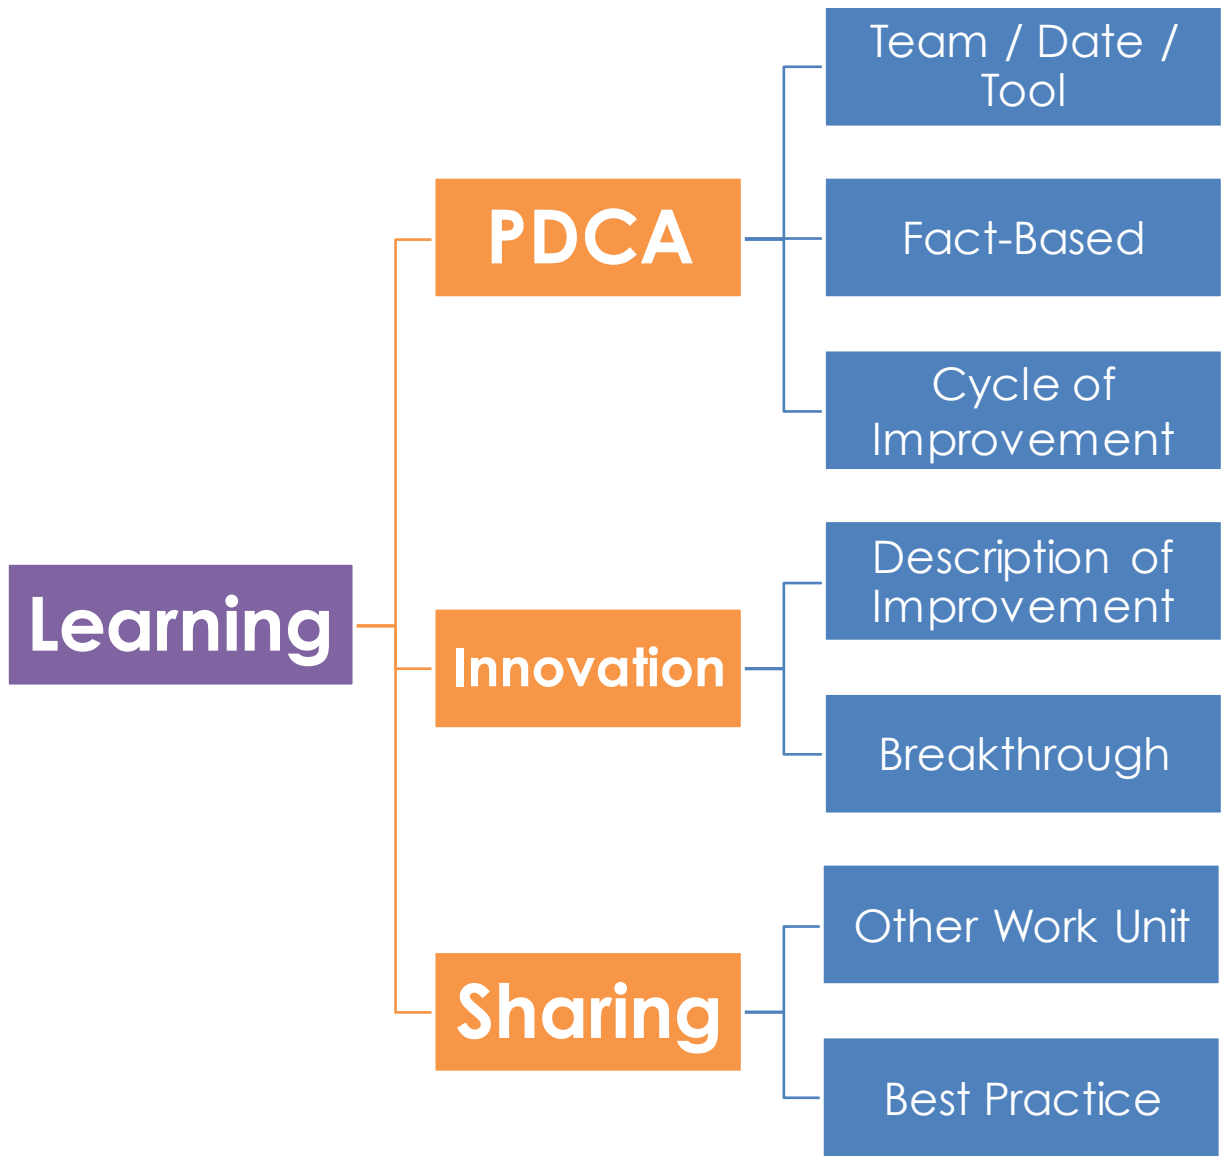 Learning
PDCA
Team / Date /
Tool
Fact-Based
Cycle of
Improvement
Innovation
Description of
Improvement
Breakthrough
Sharing
Other Work Unit
Best Practice